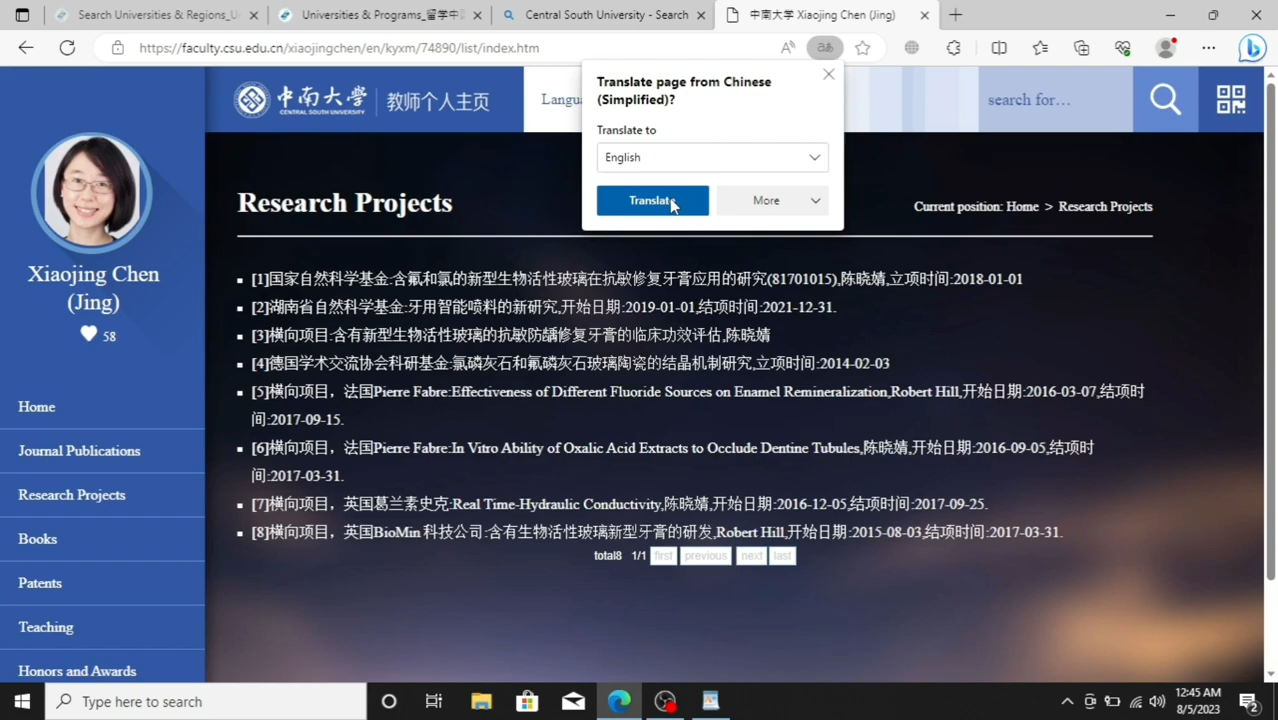 Search Universities & Regions_U
Universities & Programs_留学中
Central South University - Search
中南大学 Xiaojing Chen (Jing)
https://faculty.csu.edu.cn/xiaojingchen/en/kyxm/74890/list/index.htm
Translate page from Chinese
(Simplified)?
Translate to
English
Translate
More
中南大学
CENTRAL SOUTH UNIVERSITY
教师个人主页
Langua
search for…
Xiaojing Chen
(Jing)
58
Home
Journal Publications
Research Projects
Books
Patents
Teaching
Honors and Awards
Research Projects
Current position: Home > Research Projects
[1]国家自然科学基金:含氟和氯的新型生物活性玻璃在抗敏修复牙膏应用的研究(81701015),陈晓婧,立项时间:2018-01-01
[2]湖南省自然科学基金:牙用智能喷料的新研究,开始日期:2019-01-01,结项时间:2021-12-31.
[3]横向项目:含有新型生物活性玻璃的抗敏防龋修复牙膏的临床功效评估,陈晓婧
[4]德国学术交流协会科研基金:氯磷灰石和氟磷灰石玻璃陶瓷的结晶机制研究,立项时间:2014-02-03
[5]横向项目，法国Pierre Fabre:Effectiveness of Different Fluoride Sources on Enamel Remineralization,Robert Hill,开始日期:2016-03-07,结项时
间:2017-09-15.
[6]横向项目，法国Pierre Fabre:In Vitro Ability of Oxalic Acid Extracts to Occlude Dentine Tubules,陈晓婧,开始日期:2016-09-05,结项时
间:2017-03-31.
[7]横向项目，英国葛兰素史克:Real Time-Hydraulic Conductivity,陈晓婧,开始日期:2016-12-05,结项时间:2017-09-25.
[8]横向项目，英国BioMin 科技公司:含有生物活性玻璃新型牙膏的研发,Robert Hill,开始日期:2015-08-03,结项时间:2017-03-31.
total8 1/1 first previous next last
Type here to search
12:45 AM
8/5/2023
2